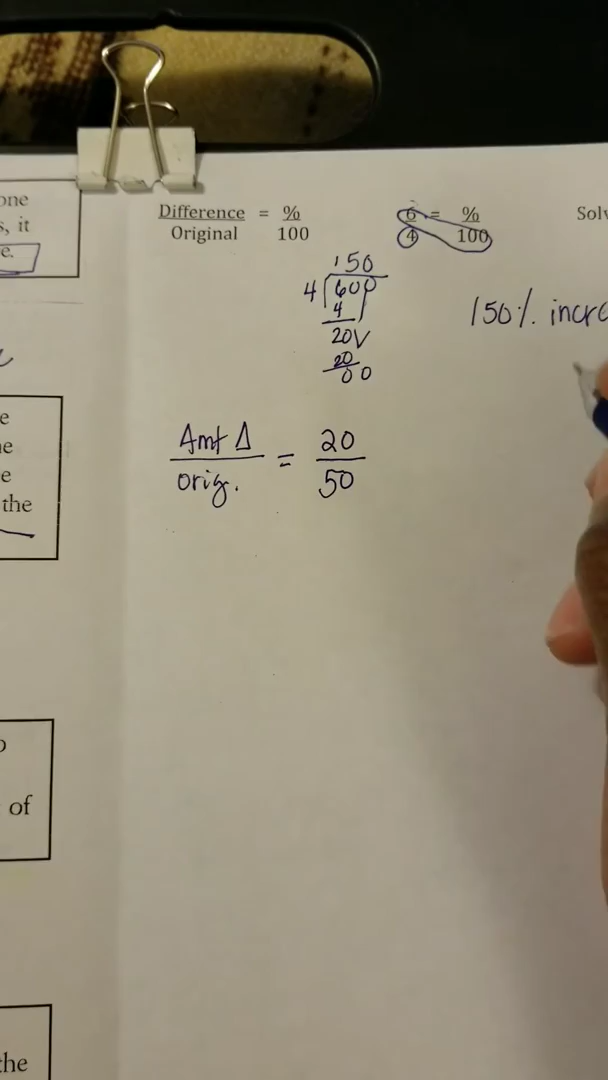 one
s, it
e.
Difference = %
Original 100
6 = %
4 100
Solv
150
4 600
4
20
20
00
150% incre
Amt Δ = 20
orig. 50
e
e
e
the
of
the